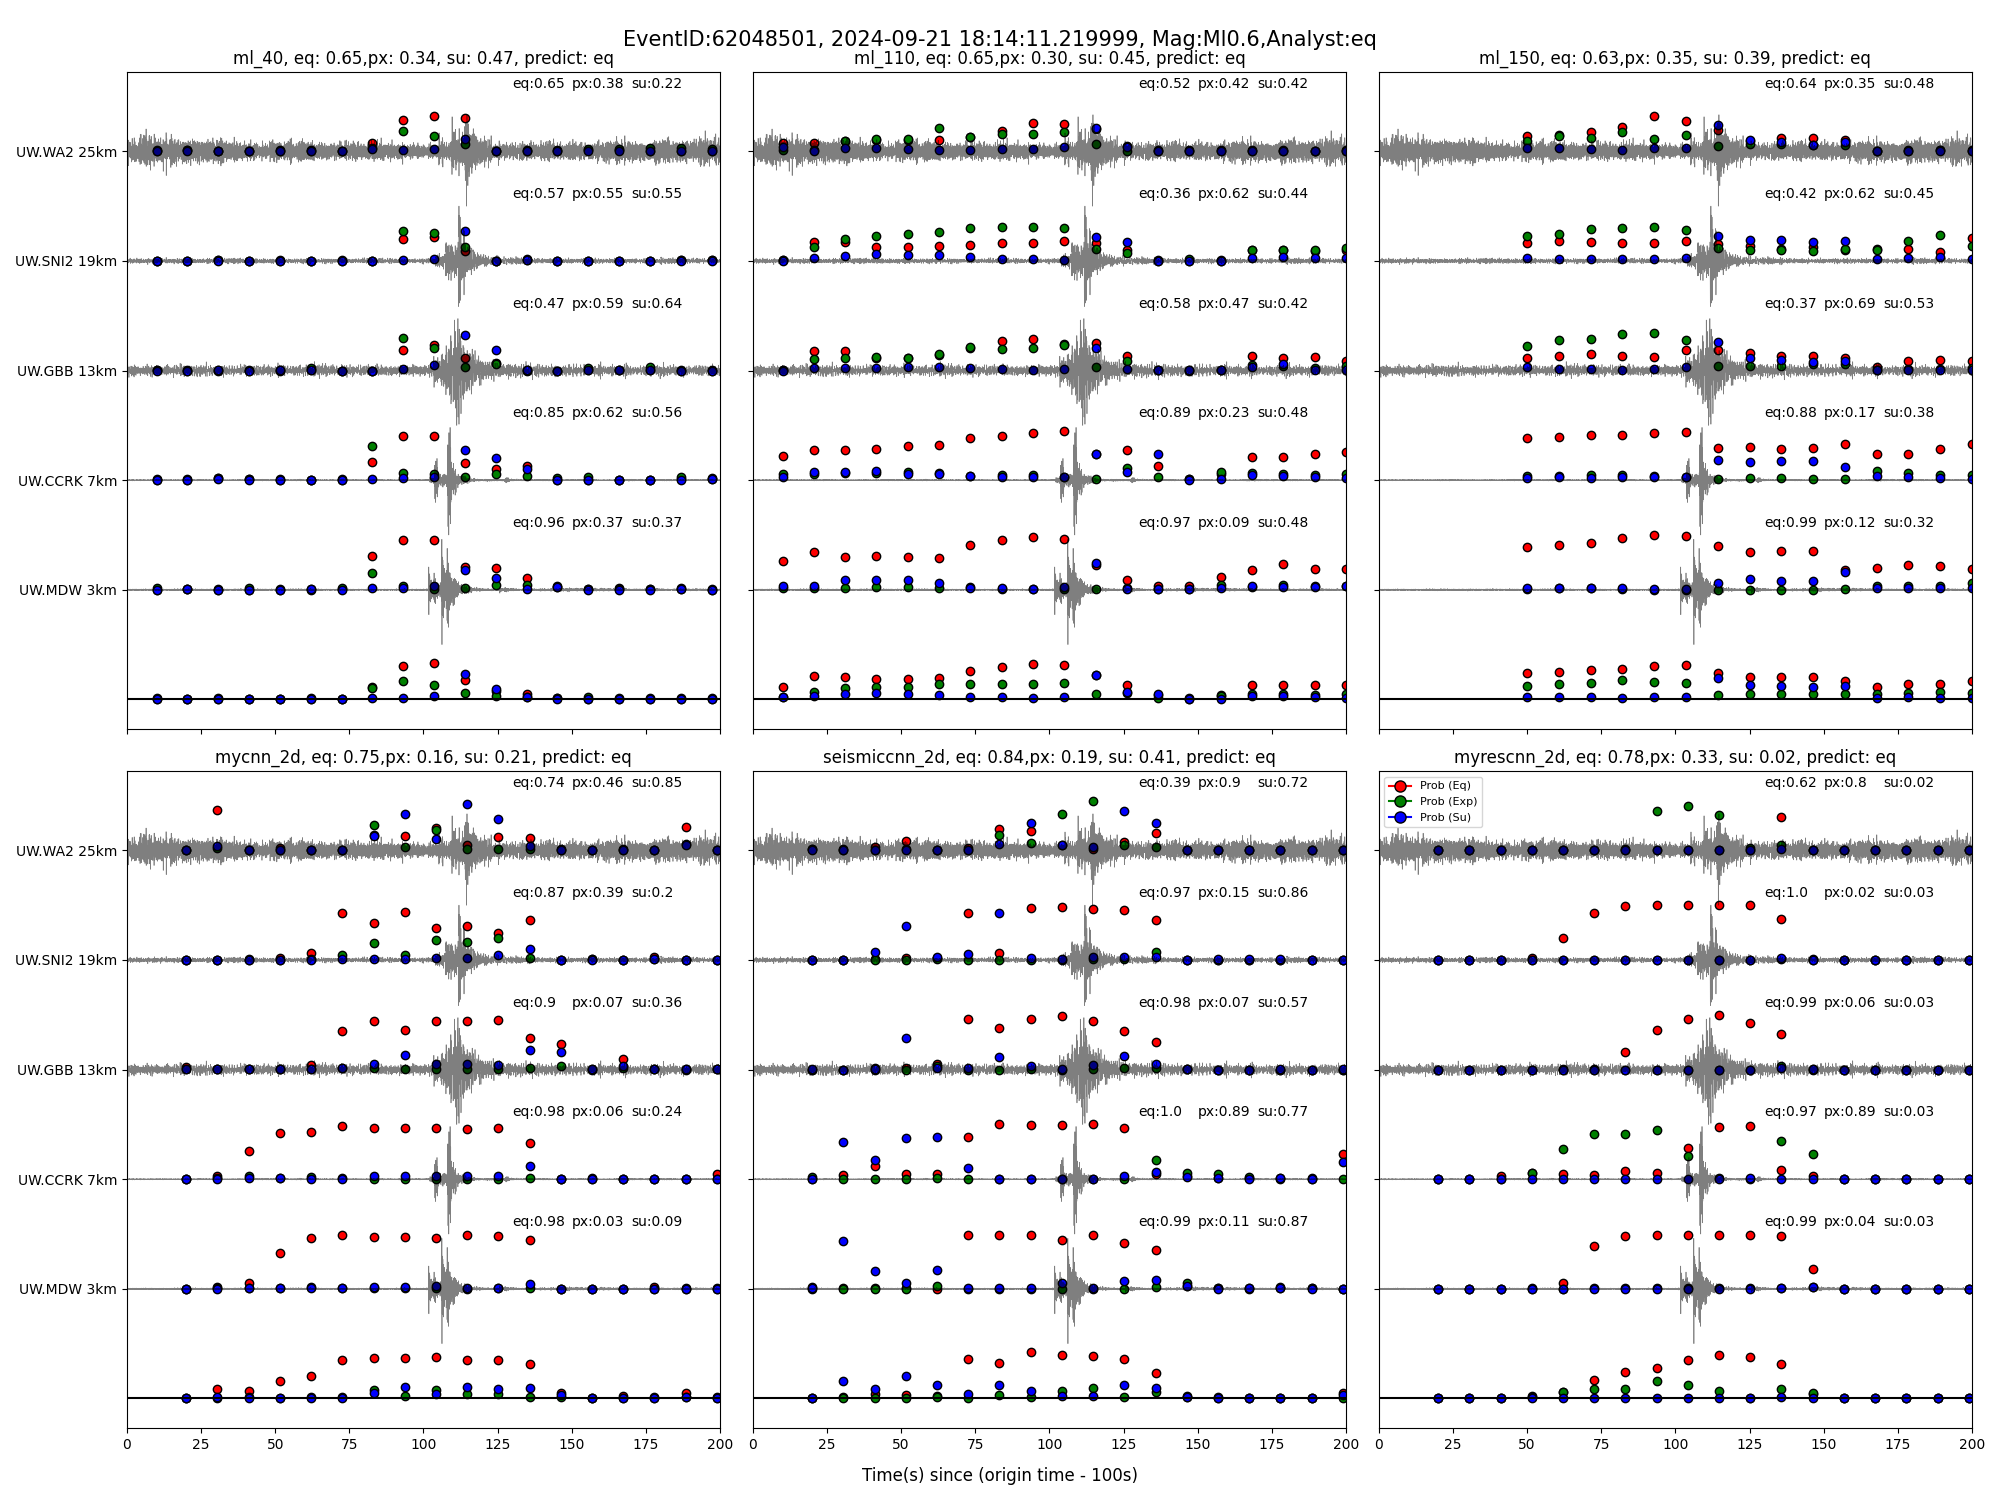 EventID:62048501, 2024-09-21 18:14:11.219999, Mag:Ml0.6,Analyst:eq
ml_40, eq: 0.65,px: 0.34, su: 0.47, predict: eq
eq:0.65 px:0.38 su:0.22
UW.WA2 25km
eq:0.57 px:0.55 su:0.55
UW.SNI2 19km
eq:0.47 px:0.59 su:0.64
UW.GBB 13km
eq:0.85 px:0.62 su:0.56
UW.CCRK 7km
eq:0.96 px:0.37 su:0.37
UW.MDW 3km
ml_110, eq: 0.65,px: 0.30, su: 0.45, predict: eq
eq:0.52 px:0.42 su:0.42
eq:0.36 px:0.62 su:0.44
eq:0.58 px:0.47 su:0.42
eq:0.89 px:0.23 su:0.48
eq:0.97 px:0.09 su:0.48
ml_150, eq: 0.63,px: 0.35, su: 0.39, predict: eq
eq:0.64 px:0.35 su:0.48
eq:0.42 px:0.62 su:0.45
eq:0.37 px:0.69 su:0.53
eq:0.88 px:0.17 su:0.38
eq:0.99 px:0.12 su:0.32
mycnn_2d, eq: 0.75,px: 0.16, su: 0.21, predict: eq
eq:0.74 px:0.46 su:0.85
UW.WA2 25km
eq:0.87 px:0.39 su:0.2
UW.SNI2 19km
eq:0.9 px:0.07 su:0.36
UW.GBB 13km
eq:0.98 px:0.06 su:0.24
UW.CCRK 7km
eq:0.98 px:0.03 su:0.09
UW.MDW 3km
0 25 50 75 100 125 150 175 200
seismiccnn_2d, eq: 0.84,px: 0.19, su: 0.41, predict: eq
eq:0.39 px:0.9 su:0.72
eq:0.97 px:0.15 su:0.86
eq:0.98 px:0.07 su:0.57
eq:1.0 px:0.89 su:0.77
eq:0.99 px:0.11 su:0.87
0 25 50 75 100 125 150 175 200
myrescnn_2d, eq: 0.78,px: 0.33, su: 0.02, predict: eq
Prob (Eq)
Prob (Exp)
Prob (Su)
eq:0.62 px:0.8 su:0.02
eq:1.0 px:0.02 su:0.03
eq:0.99 px:0.06 su:0.03
eq:0.97 px:0.89 su:0.03
eq:0.99 px:0.04 su:0.03
0 25 50 75 100 125 150 175 200
Time(s) since (origin time - 100s)